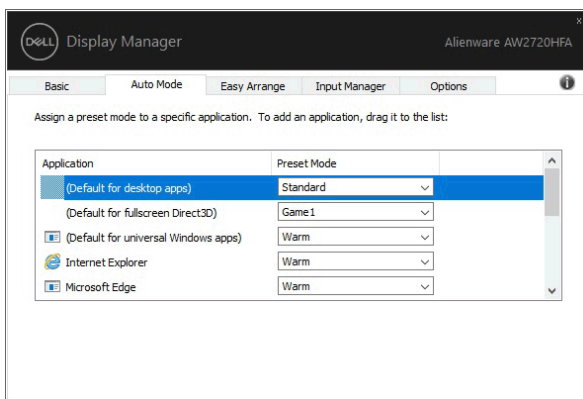 DELL Display Manager Alienware AW2720HFA
x
Basic Auto Mode Easy Arrange Input Manager Options i
Assign a preset mode to a specific application. To add an application, drag it to the list:
Application Preset Mode
(Default for desktop apps) Standard
(Default for fullscreen Direct3D) Game1
(Default for universal Windows apps) Warm
Internet Explorer Warm
Microsoft Edge Warm